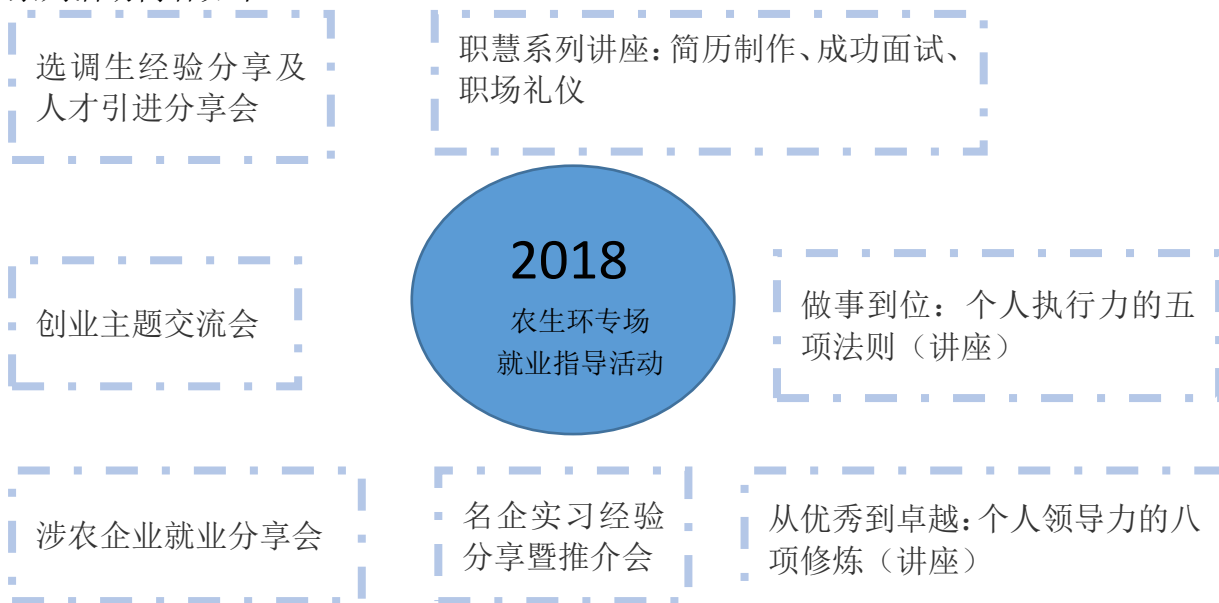 选调生经验分享及
人才引进分享会
职慧系列讲座：简历制作、成功面试、
职场礼仪
2018
农生环专场
就业指导活动
创业主题交流会
做事到位：个人执行力的五
项法则（讲座）
涉农企业就业分享会
名企实习经验
分享暨推介会
从优秀到卓越：个人领导力的八
项修炼（讲座）